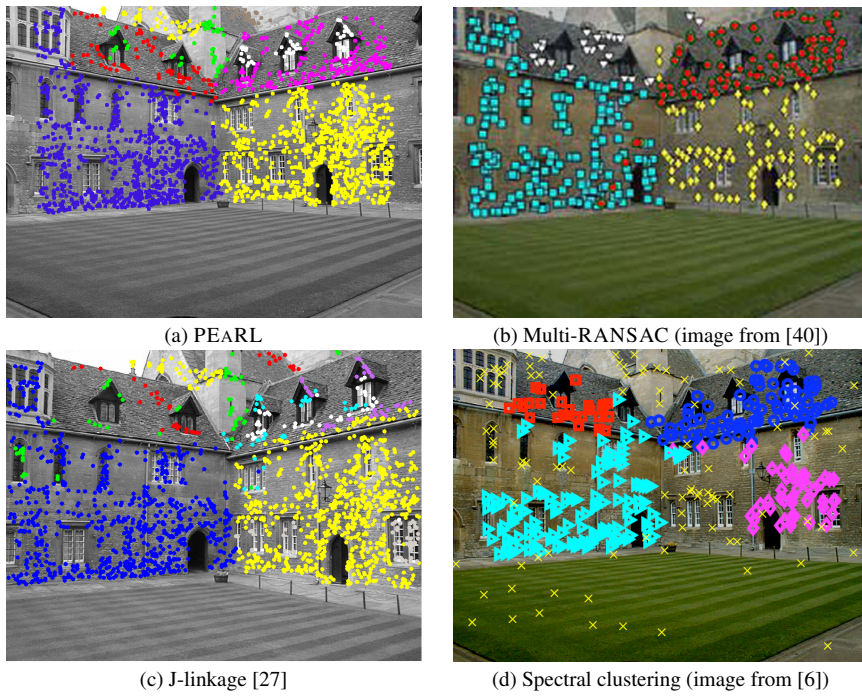 (a) PEARL
(b) Multi-RANSAC (image from [40])
(c) J-linkage [27]
(d) Spectral clustering (image from [6])